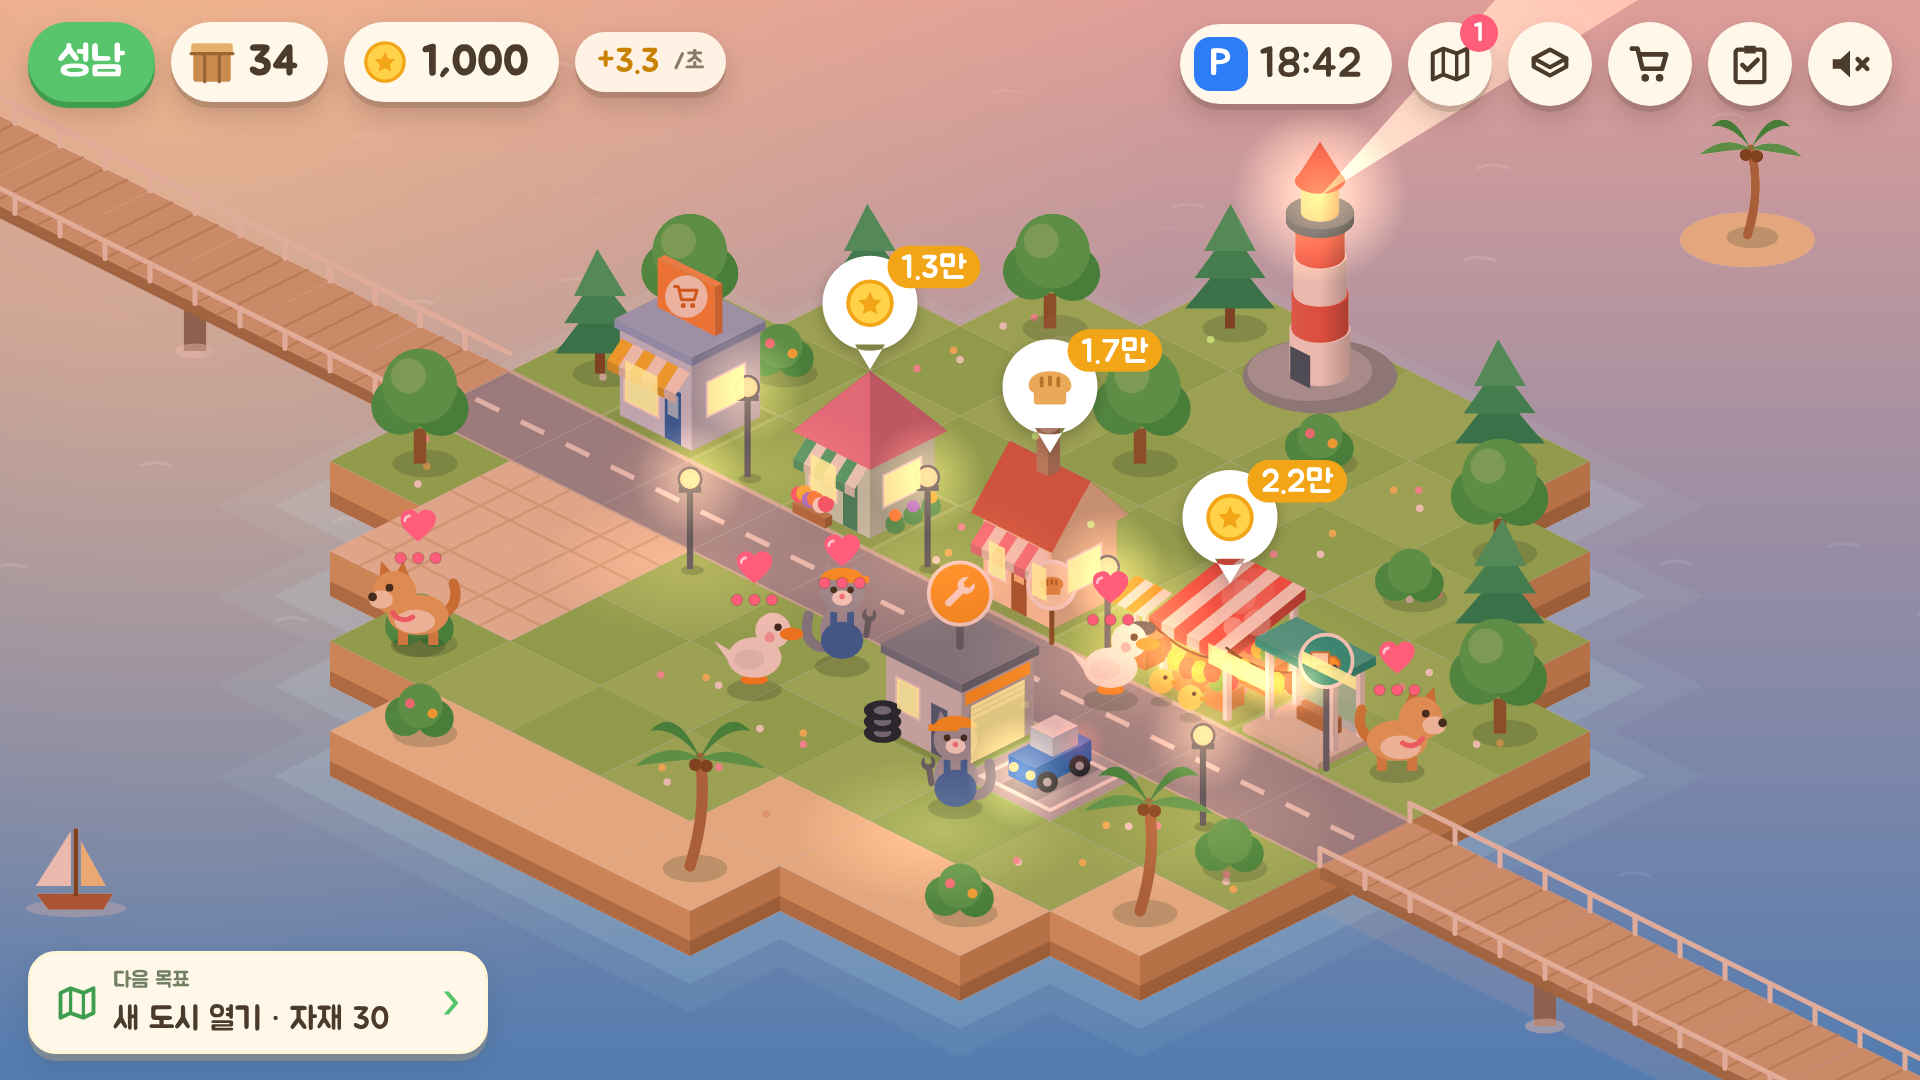 성남
34
1,000
+3.3 /초
P 18:42
1
1.3만
1.7만
2.2만
다음 목표
새 도시 열기 · 자재 30